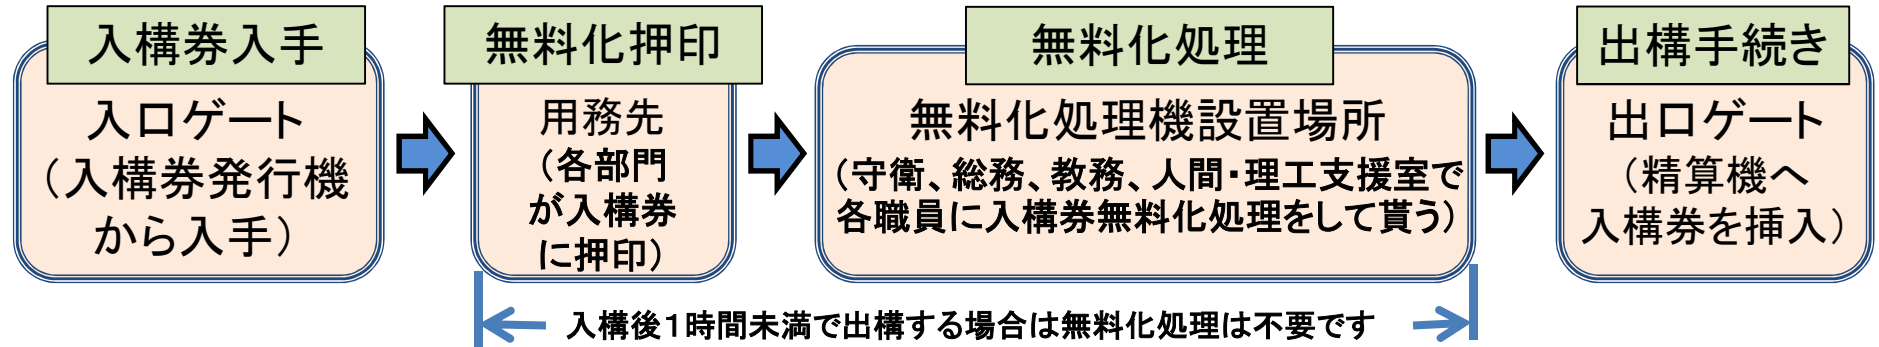 入構券入手
入口ゲート
（入構券発行機
から入手）
無料化押印
用務先
（各部門
が入構券
に押印）
無料化処理
無料化処理機設置場所
（守衛、総務、教務、人間・理工支援室で
各職員に入構券無料化処理をして貰う）
出構手続き
出口ゲート
（精算機へ
入構券を挿入）
入構後１時間未満で出構する場合は無料化処理は不要です